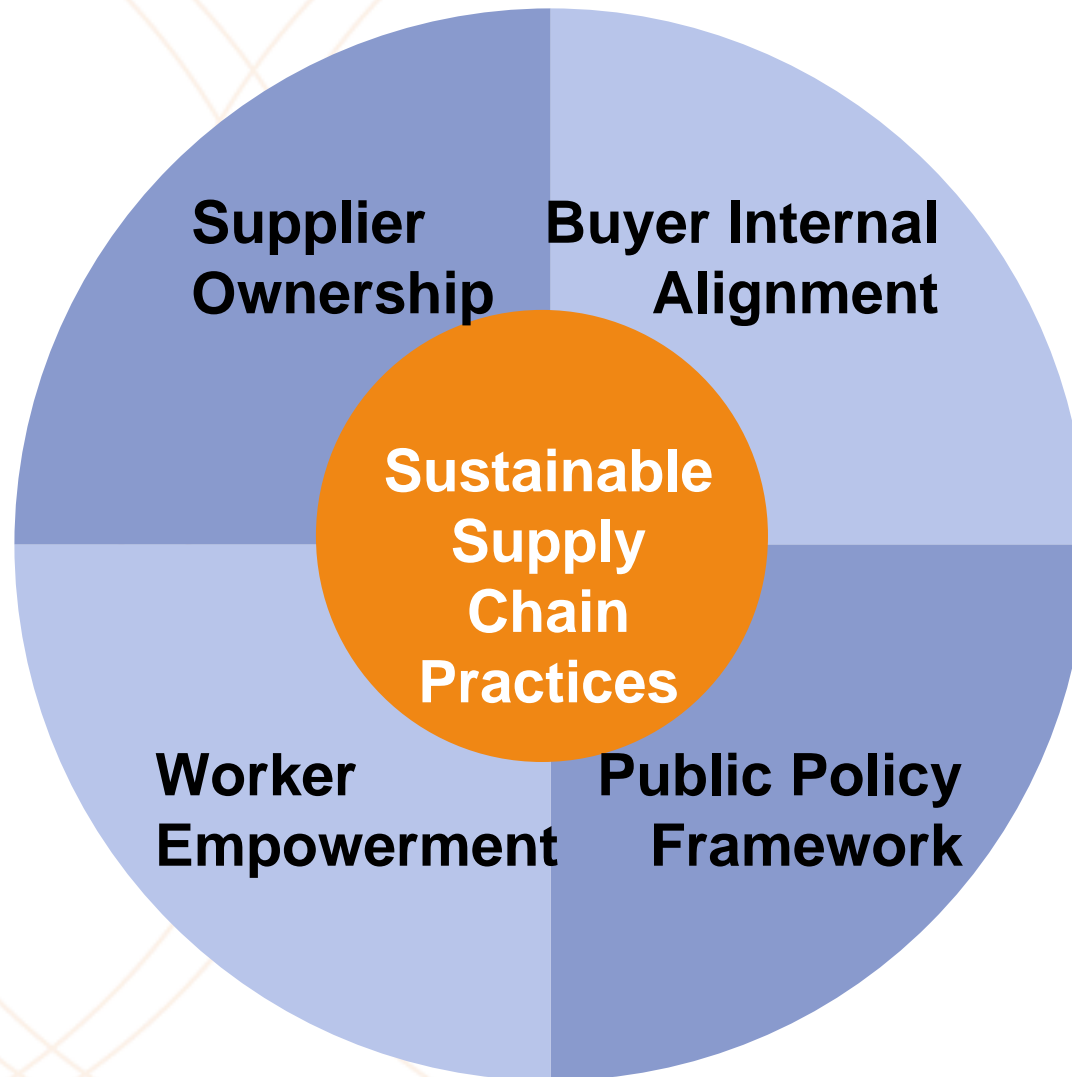 Supplier
Ownership
Buyer Internal
Alignment
Sustainable
Supply
Chain
Practices
Worker
Empowerment
Public Policy
Framework